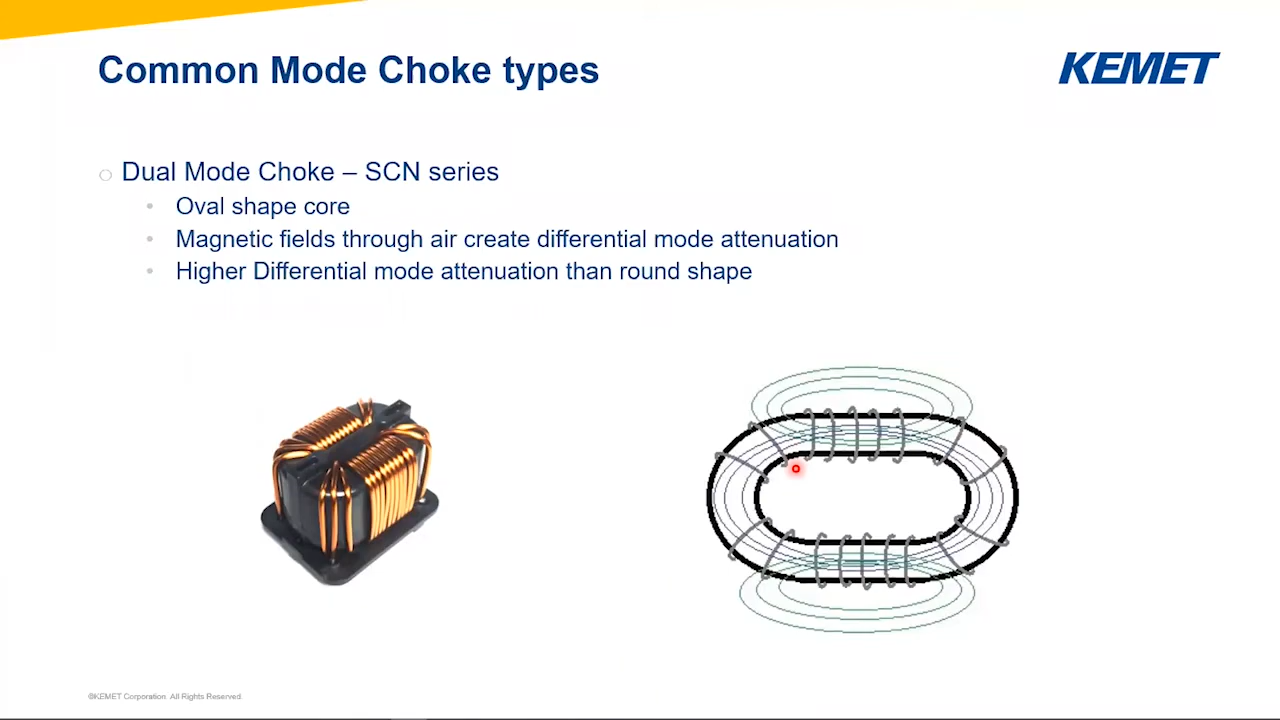 Common Mode Choke types
KEMET
Dual Mode Choke – SCN series
Oval shape core
Magnetic fields through air create differential mode attenuation
Higher Differential mode attenuation than round shape
©KEMET Corporation. All Rights Reserved.